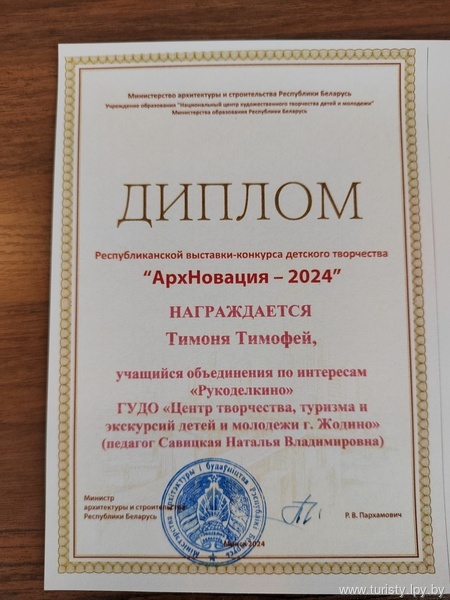 Министерство архитектуры и строительства Республики Беларусь
Учреждение образования "Национальный центр художественного творчества детей и молодежи"
Министерства образования Республики Беларусь
ДИПЛОМ
Республиканской выставки-конкурса детского творчества
“АрхНовация – 2024”
НАГРАЖДАЕТСЯ
Тимоня Тимофей,
учащийся объединения по интересам
«Рукоделкино»
ГУДО «Центр творчества, туризма и
экскурсий детей и молодежи г. Жодино»
(педагог Савицкая Наталья Владимировна)
Министр
архитектуры и строительства
Республики Беларусь
Р. В. Пархамович
2024
www.turisty.lpy.by